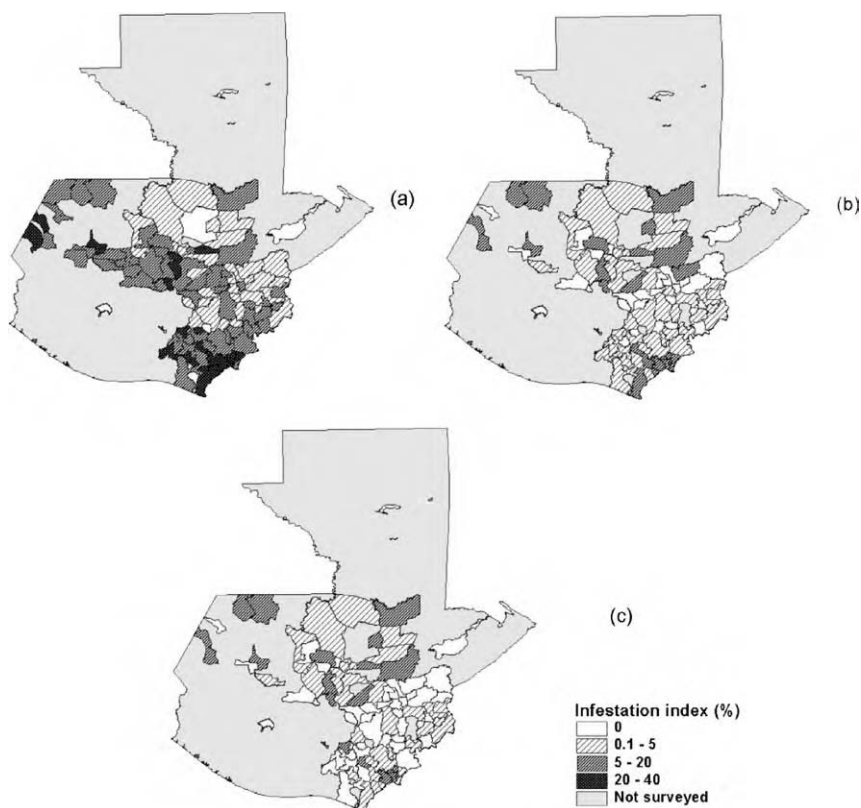 (a)
(b)
(c)
Infestation index (%)
0
0.1 - 5
5 - 20
20 - 40
Not surveyed